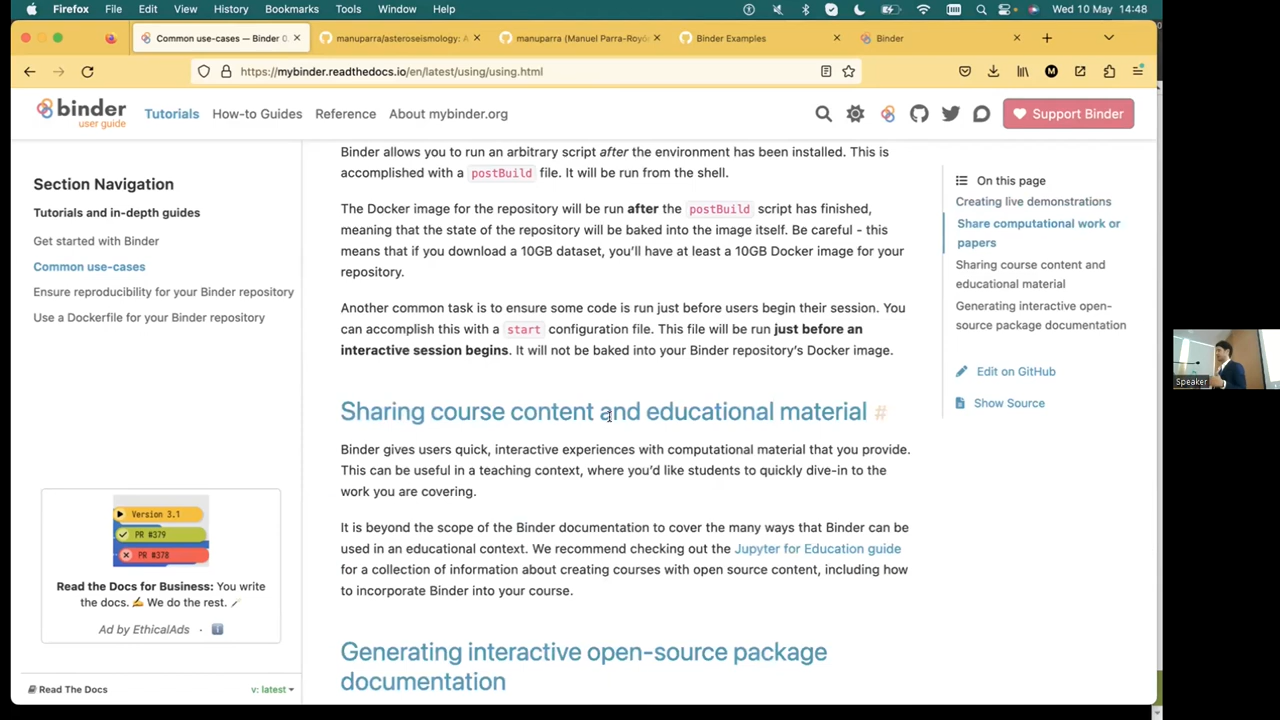 Firefox File Edit View History Bookmarks Tools Window Help Wed 10 May 14:48
Common use-cases — Binder 0. manuparra/asteroseismology: A manuparra (Manuel Parra-Royó Binder Examples Binder
https://mybinder.readthedocs.io/en/latest/using/using.html
binder
user guide
Tutorials How-to Guides Reference About mybinder.org Support Binder
Section Navigation
Tutorials and in-depth guides
Get started with Binder
Common use-cases
Ensure reproducibility for your Binder repository
Use a Dockerfile for your Binder repository
Version 3.1
PR #379
PR #378
Read the Docs for Business: You write
the docs. ✍️ We do the rest. 🪄
Ad by EthicalAds ·
Read The Docs v: latest
Binder allows you to run an arbitrary script after the environment has been installed. This is
accomplished with a postBuild file. It will be run from the shell.
The Docker image for the repository will be run after the postBuild script has finished,
meaning that the state of the repository will be baked into the image itself. Be careful - this
means that if you download a 10GB dataset, you'll have at least a 10GB Docker image for your
repository.
Another common task is to ensure some code is run just before users begin their session. You
can accomplish this with a start configuration file. This file will be run just before an
interactive session begins. It will not be baked into your Binder repository's Docker image.
Sharing course content and educational material #
Binder gives users quick, interactive experiences with computational material that you provide.
This can be useful in a teaching context, where you'd like students to quickly dive-in to the
work you are covering.
It is beyond the scope of the Binder documentation to cover the many ways that Binder can be
used in an educational context. We recommend checking out the Jupyter for Education guide
for a collection of information about creating courses with open source content, including how
to incorporate Binder into your course.
Generating interactive open-source package
documentation
On this page
Creating live demonstrations
Share computational work or
papers
Sharing course content and
educational material
Generating interactive open-
source package documentation
Edit on GitHub
Show Source
Speaker